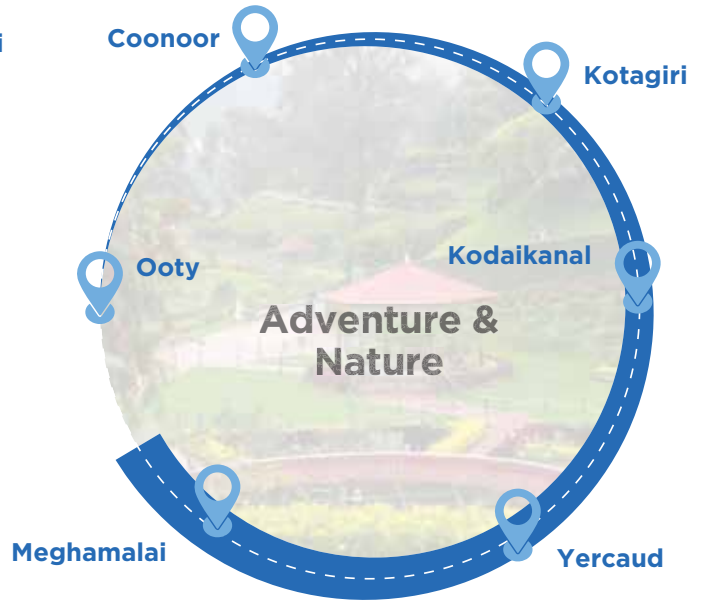 i
Coonoor
Kotagiri
Ooty
Kodaikanal
Adventure &
Nature
Meghamalai
Yercaud